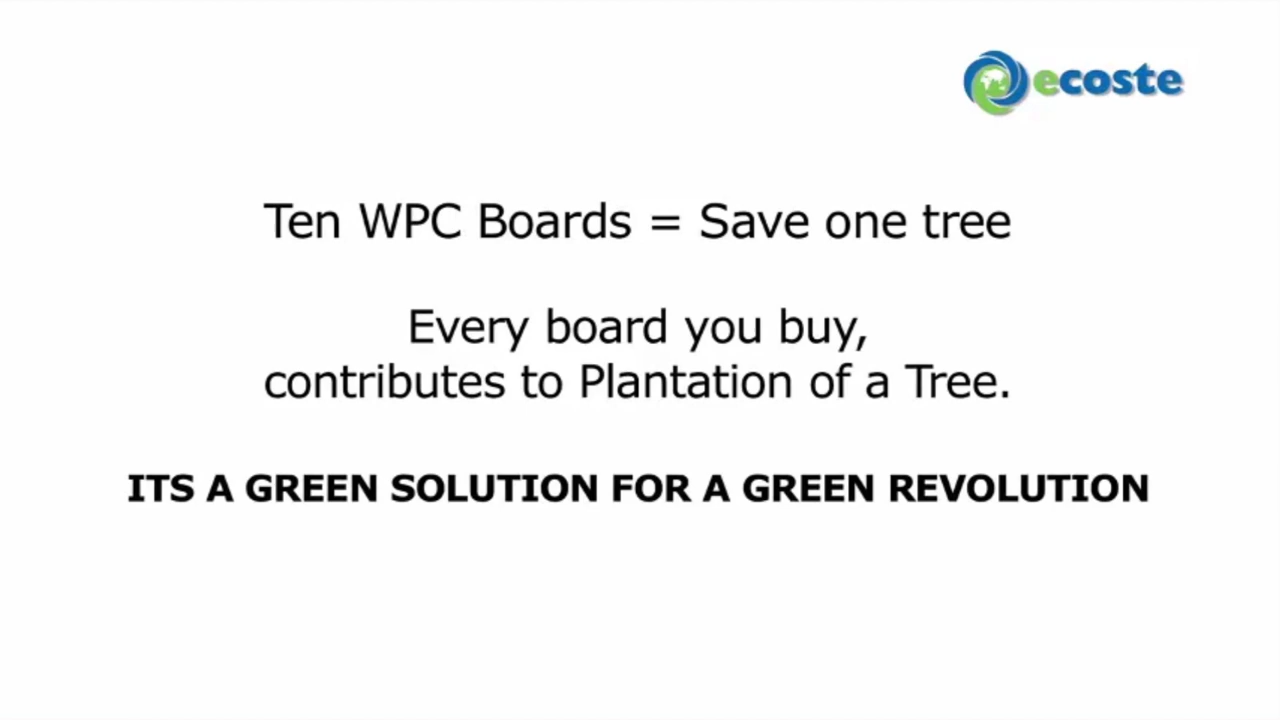 ecoste
Ten WPC Boards = Save one tree
Every board you buy,
contributes to Plantation of a Tree.
ITS A GREEN SOLUTION FOR A GREEN REVOLUTION